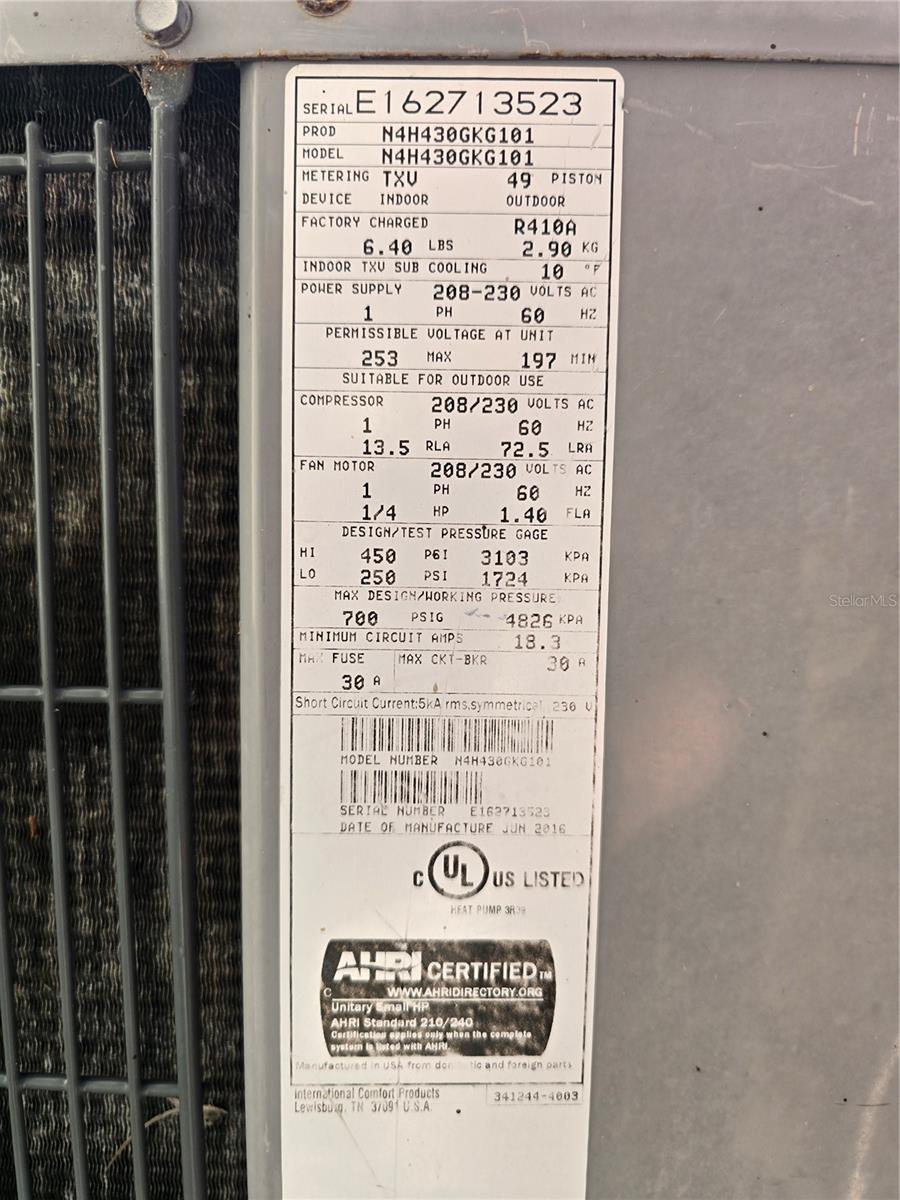 SERIAL E162713523
PROD N4H430GKG101
MODEL N4H430GKG101
METERING TXV 49 PISTON
DEVICE INDOOR OUTDOOR
FACTORY CHARGED R410A
6.40 LBS 2.90 KG
INDOOR TXV SUB COOLING 10 °F
POWER SUPPLY 208-230 VOLTS AC
1 PH 60 HZ
PERMISSIBLE VOLTAGE AT UNIT
253 MAX 197 MIN
SUITABLE FOR OUTDOOR USE
COMPRESSOR 208/230 VOLTS AC
1 PH 60 HZ
13.5 RLA 72.5 LRA
FAN MOTOR 208/230 VOLTS AC
1 PH 60 HZ
1/4 HP 1.40 FLA
DESIGN/TEST PRESSURE GAGE
HI 450 PSI 3103 KPA
LO 250 PSI 1724 KPA
MAX DESIGN/WORKING PRESSURE
700 PSIG 4826 KPA
MINIMUM CIRCUIT AMPS 18.3
MAX FUSE MAX CKT-BKR 30 A
30 A
Short Circuit Current:5kA rms,symmetrical, 230 V
MODEL NUMBER N4H430GKG101
SERIAL NUMBER E162713523
DATE OF MANUFACTURE JUN 2016
C UL US LISTED
HEAT PUMP
AHRI CERTIFIED TM
C WWW.AHRIDIRECTORY.ORG
Unitary Small HP
AHRI Standard 210/240
Certification applies only when the complete
system is listed with AHRI.
Manufactured in USA from domestic and foreign parts
International Comfort Products
Lewisburg, TN 37091 U.S.A.
341244-4003
StellarMLS